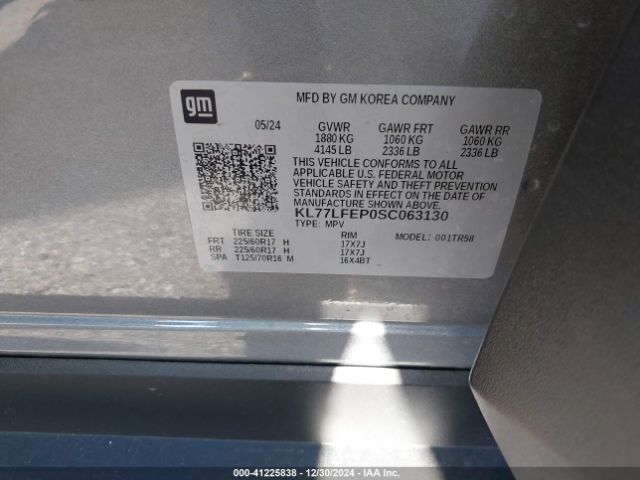 gm
MFD BY GM KOREA COMPANY
05/24 GVWR GAWR FRT GAWR RR
1880 KG 1060 KG 1060 KG
4145 LB 2336 LB 2336 LB
THIS VEHICLE CONFORMS TO ALL
APPLICABLE U.S. FEDERAL MOTOR
VEHICLE SAFETY AND THEFT PREVENTION
STANDARDS IN EFFECT ON THE DATE OF
MANUFACTURE SHOWN ABOVE.
KL77LFEP0SC063130
TYPE: MPV
TIRE SIZE RIM MODEL: 001TR58
FRT 225/60R17 H 17X7J
RR 225/60R17 H 17X7J
SPA T125/70R16 M 16X4BT
000-41225838 - 12/30/2024 - IAA Inc.